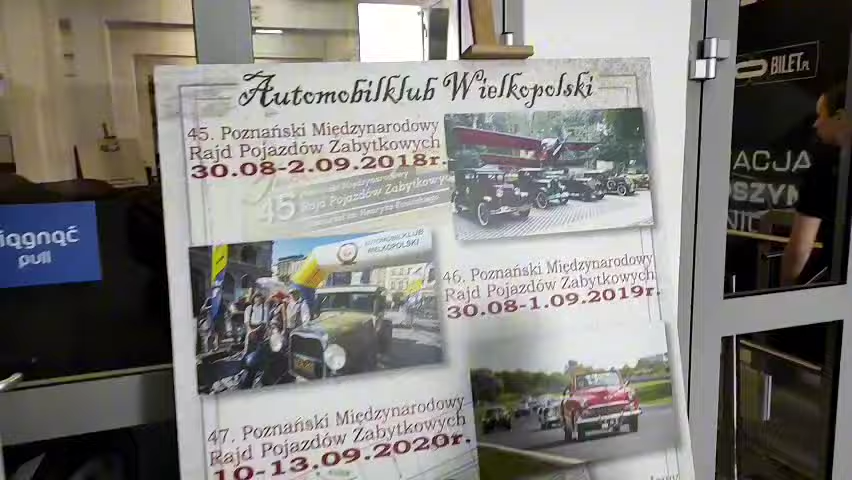 Automobilklub Wielkopolski
45. Poznański Międzynarodowy
Rajd Pojazdów Zabytkowych
30.08-2.09.2018r.
45
Rajd Pojazdów Zabytkowych
AUTOMOBILKLUB
WIELKOPOLSKI
46. Poznański Międzynarodowy
Rajd Pojazdów Zabytkowych
30.08-1.09.2019r.
47. Poznański Międzynarodowy
Rajd Pojazdów Zabytkowych
10-13.09.2020r.
iągnąć
pull
BILET.PL
ACJA
OSZYN